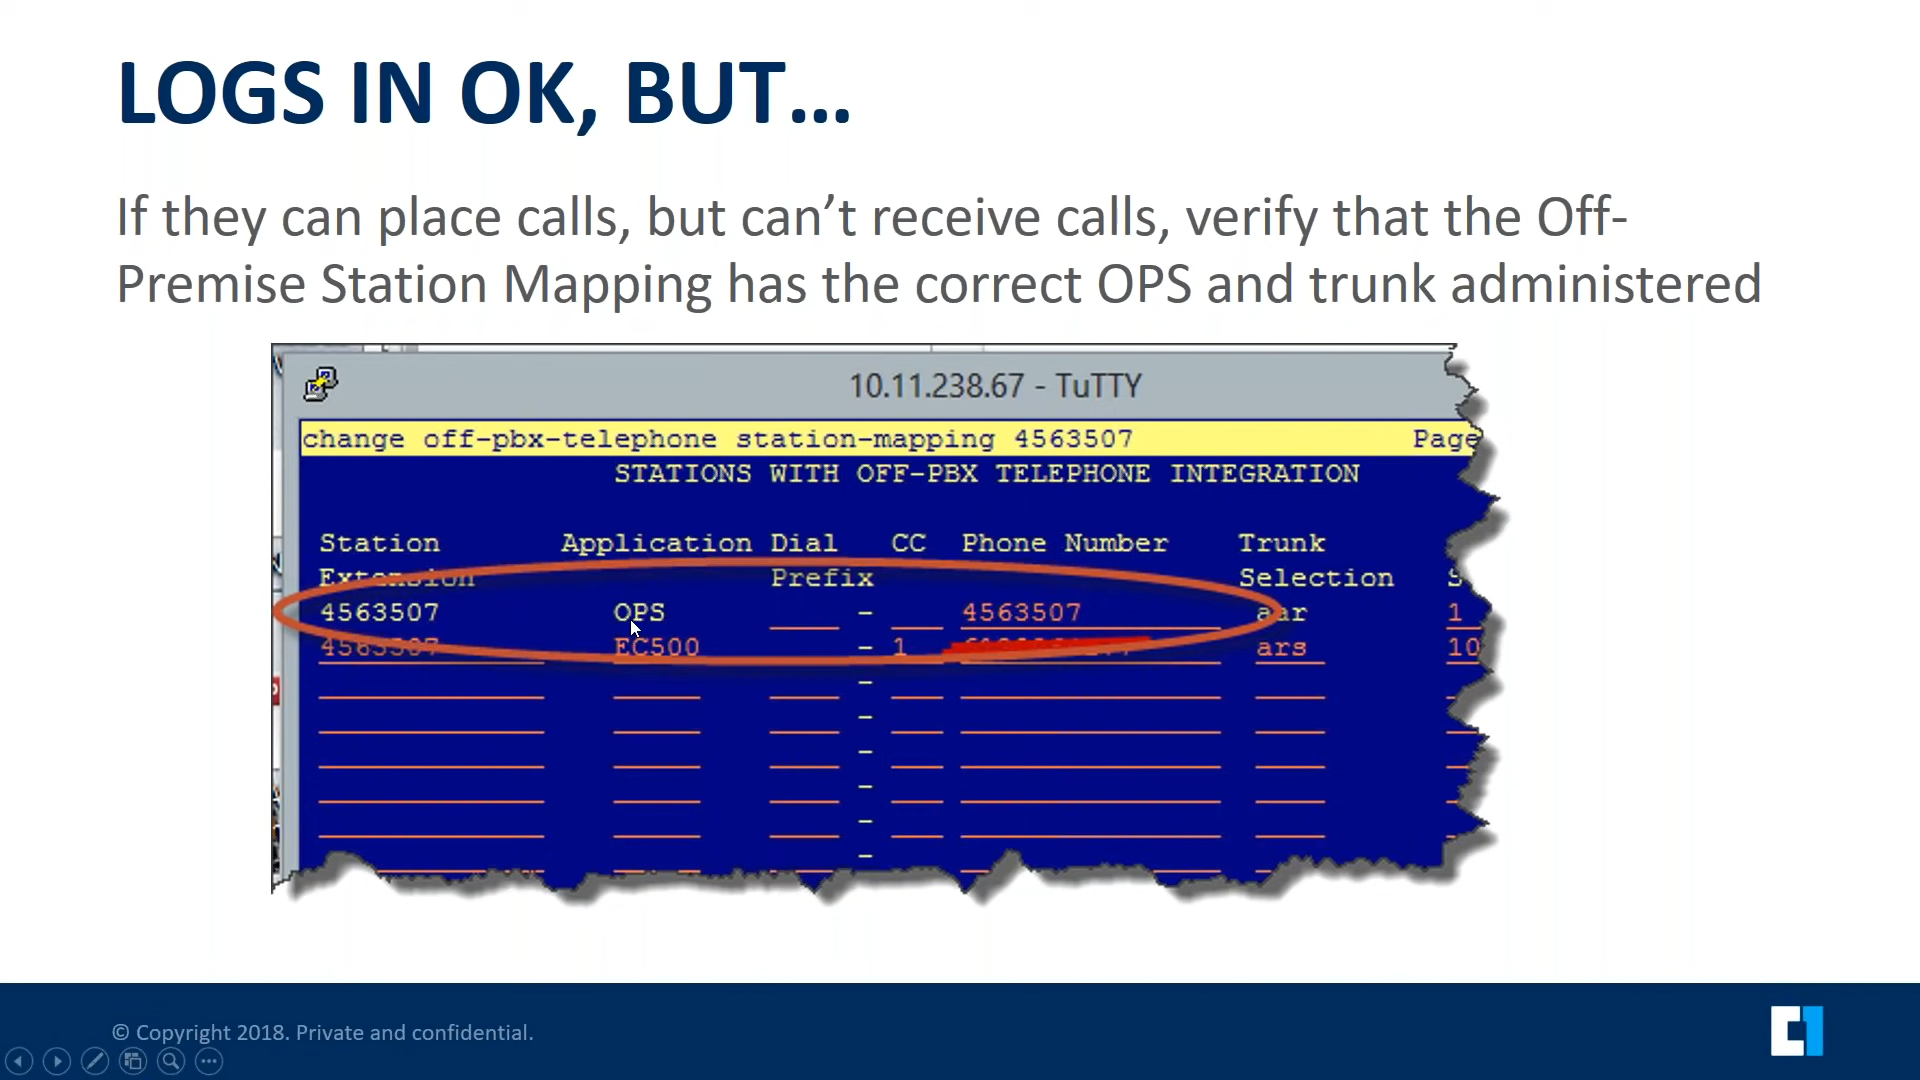 LOGS IN OK, BUT…
If they can place calls, but can’t receive calls, verify that the Off-
Premise Station Mapping has the correct OPS and trunk administered
10.11.238.67 - TuTTY
change off-pbx-telephone station-mapping 4563507 Page
STATIONS WITH OFF-PBX TELEPHONE INTEGRATION
Station Application Dial CC Phone Number Trunk
Extension Prefix Selection S
4563507 OPS - 4563507 aar 1
4563507 EC500 - 1 ars 10
-
-
-
-
-
-
© Copyright 2018. Private and confidential.